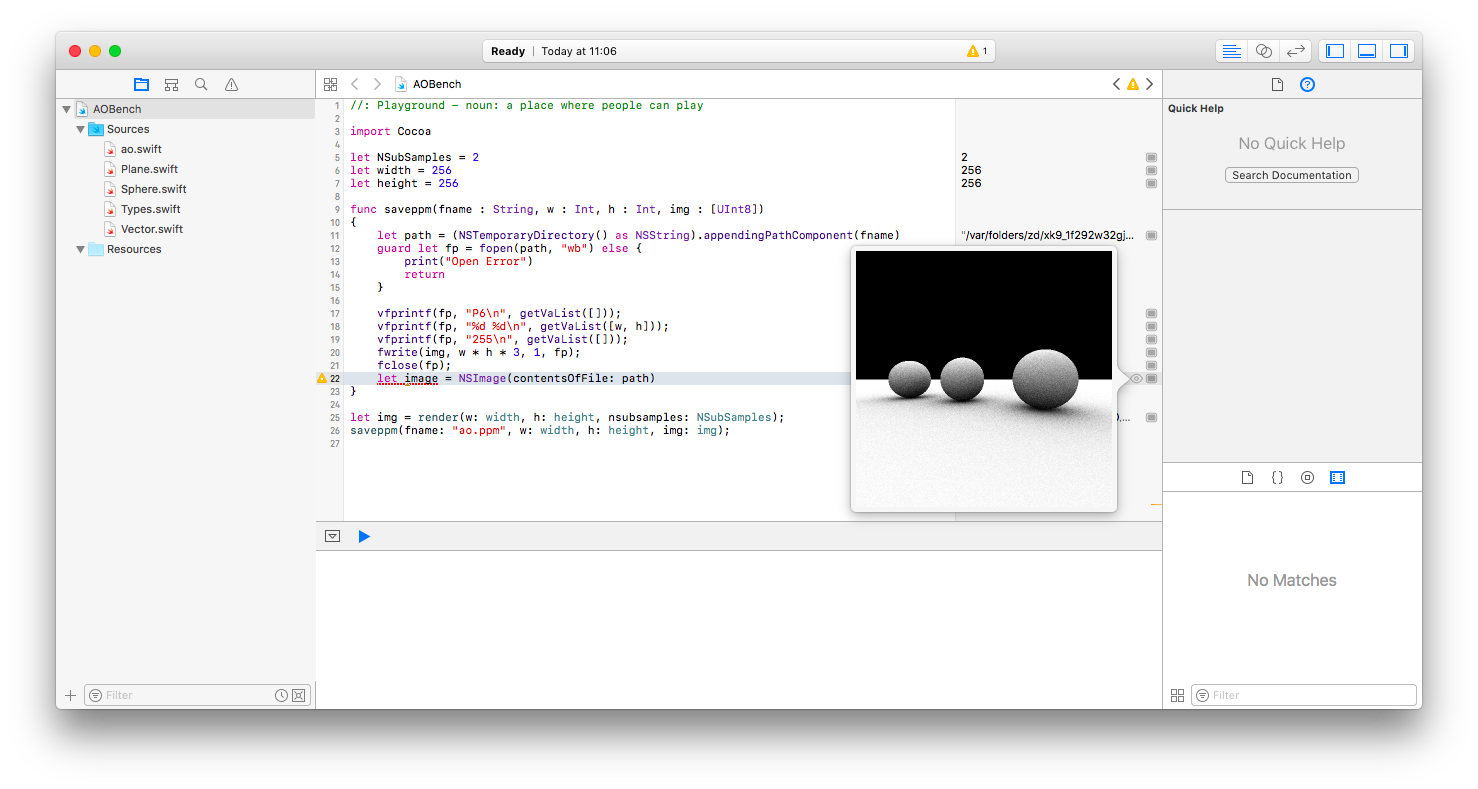 Ready | Today at 11:06
1
AOBench
Sources
ao.swift
Plane.swift
Sphere.swift
Types.swift
Vector.swift
Resources
Filter
AOBench
1 //: Playground - noun: a place where people can play
2
3 import Cocoa
4
5 let NSubSamples = 2
6 let width = 256
7 let height = 256
8
9 func saveppm(fname : String, w : Int, h : Int, img : [UInt8])
10 {
11 let path = (NSTemporaryDirectory() as NSString).appendingPathComponent(fname)
12 guard let fp = fopen(path, "wb") else {
13 print("Open Error")
14 return
15 }
16
17 vfprintf(fp, "P6\n", getVaList([]));
18 vfprintf(fp, "%d %d\n", getVaList([w, h]));
19 vfprintf(fp, "255\n", getVaList([]));
20 fwrite(img, w * h * 3, 1, fp);
21 fclose(fp);
22 let image = NSImage(contentsOfFile: path)
23 }
24
25 let img = render(w: width, h: height, nsubsamples: NSubSamples);
26 saveppm(fname: "ao.ppm", w: width, h: height, img: img);
27
2
256
256
"/var/folders/zd/xk9_1f292w32gj...
),...
Quick Help
No Quick Help
Search Documentation
{}
No Matches
Filter